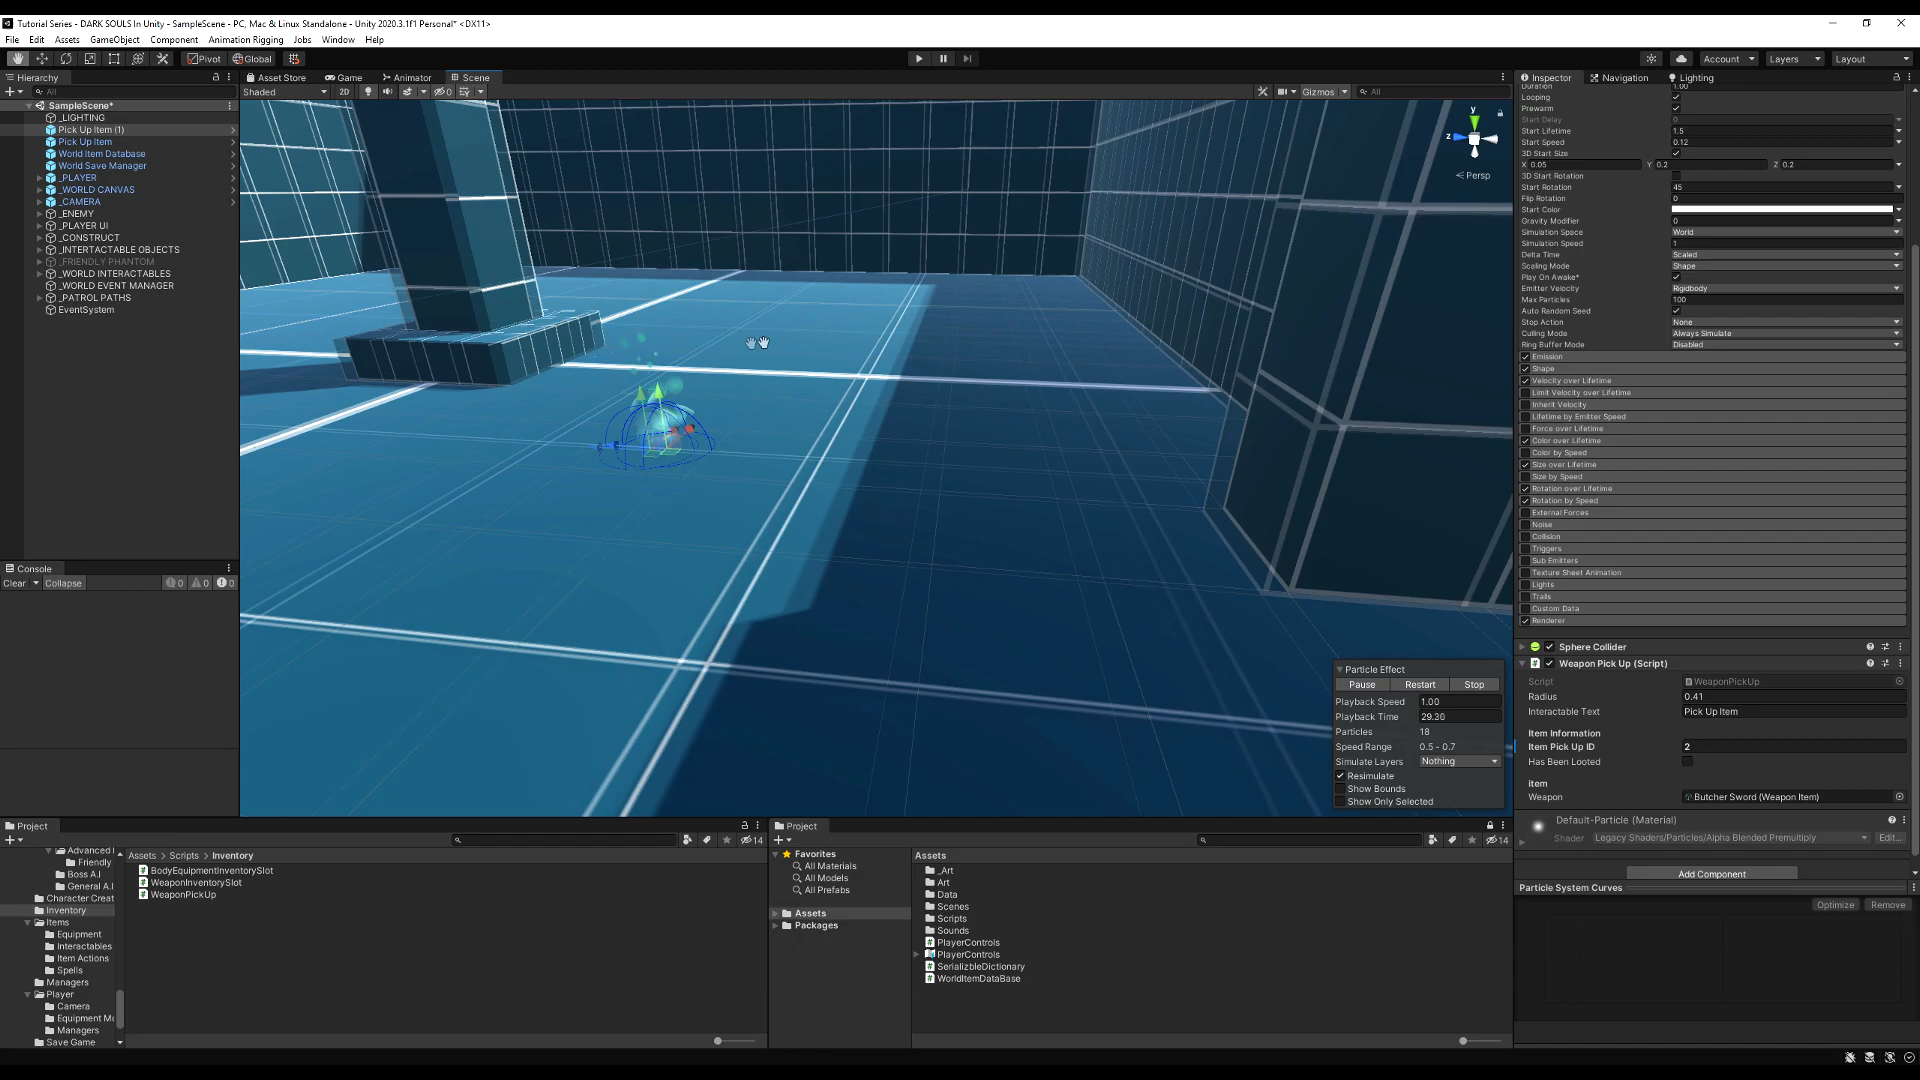 Tutorial Series - DARK SOULS In Unity - SampleScene - PC, Mac & Linux Standalone - Unity 2020.3.1f1 Personal* <DX11>
File Edit Assets GameObject Component Animation Rigging Jobs Window Help
Pivot Global Account Layers Layout
Hierarchy
All
SampleScene*
_LIGHTING
Pick Up Item (1)
Pick Up Item
World Item Database
World Save Manager
_PLAYER
_WORLD CANVAS
_CAMERA
_ENEMY
_PLAYER UI
_CONSTRUCT
_INTERTACTABLE OBJECTS
_FRIENDLY PHANTOM
_WORLD INTERACTABLES
_WORLD EVENT MANAGER
_PATROL PATHS
EventSystem
Console
Clear Collapse 0 0 0
Asset Store Game Animator Scene
Shaded 2D 0 Gizmos All
y
z
Persp
Particle Effect
Pause Restart Stop
Playback Speed 1.00
Playback Time 29.30
Particles 18
Speed Range 0.5 - 0.7
Simulate Layers Nothing
Resimulate
Show Bounds
Show Only Selected
Inspector Navigation Lighting
Duration 1.00
Looping
Prewarm
Start Delay 0
Start Lifetime 1.5
Start Speed 0.12
3D Start Size
X 0.05 Y 0.2 Z 0.2
3D Start Rotation
Start Rotation 45
Flip Rotation 0
Start Color
Gravity Modifier 0
Simulation Space World
Simulation Speed 1
Delta Time Scaled
Scaling Mode Shape
Play On Awake*
Emitter Velocity Rigidbody
Max Particles 100
Auto Random Seed
Stop Action None
Culling Mode Always Simulate
Ring Buffer Mode Disabled
Emission
Shape
Velocity over Lifetime
Limit Velocity over Lifetime
Inherit Velocity
Lifetime by Emitter Speed
Force over Lifetime
Color over Lifetime
Color by Speed
Size over Lifetime
Size by Speed
Rotation over Lifetime
Rotation by Speed
External Forces
Noise
Collision
Triggers
Sub Emitters
Texture Sheet Animation
Lights
Trails
Custom Data
Renderer
Sphere Collider
Weapon Pick Up (Script)
Script WeaponPickUp
Radius 0.41
Interactable Text Pick Up Item
Item Information
Item Pick Up ID 2
Has Been Looted
item
Weapon Butcher Sword (Weapon Item)
Default-Particle (Material)
Shader Legacy Shaders/Particles/Alpha Blended Premultiply Edit...
Add Component
Particle System Curves
Optimize Remove
Project
14
Advanced
Friendly
Boss A.I
General A.I
Character Creat
Inventory
Items
Equipment
Interactables
Item Actions
Spells
Managers
Player
Camera
Equipment Mo
Managers
Save Game
Assets > Scripts > Inventory
BodyEquipmentInventorySlot
WeaponInventorySlot
WeaponPickUp
Project
14
Favorites
All Materials
All Models
All Prefabs
Assets
Packages
Assets
_Art
Art
Data
Scenes
Scripts
Sounds
PlayerControls
PlayerControls
SerializbleDictionary
WorldItemDataBase